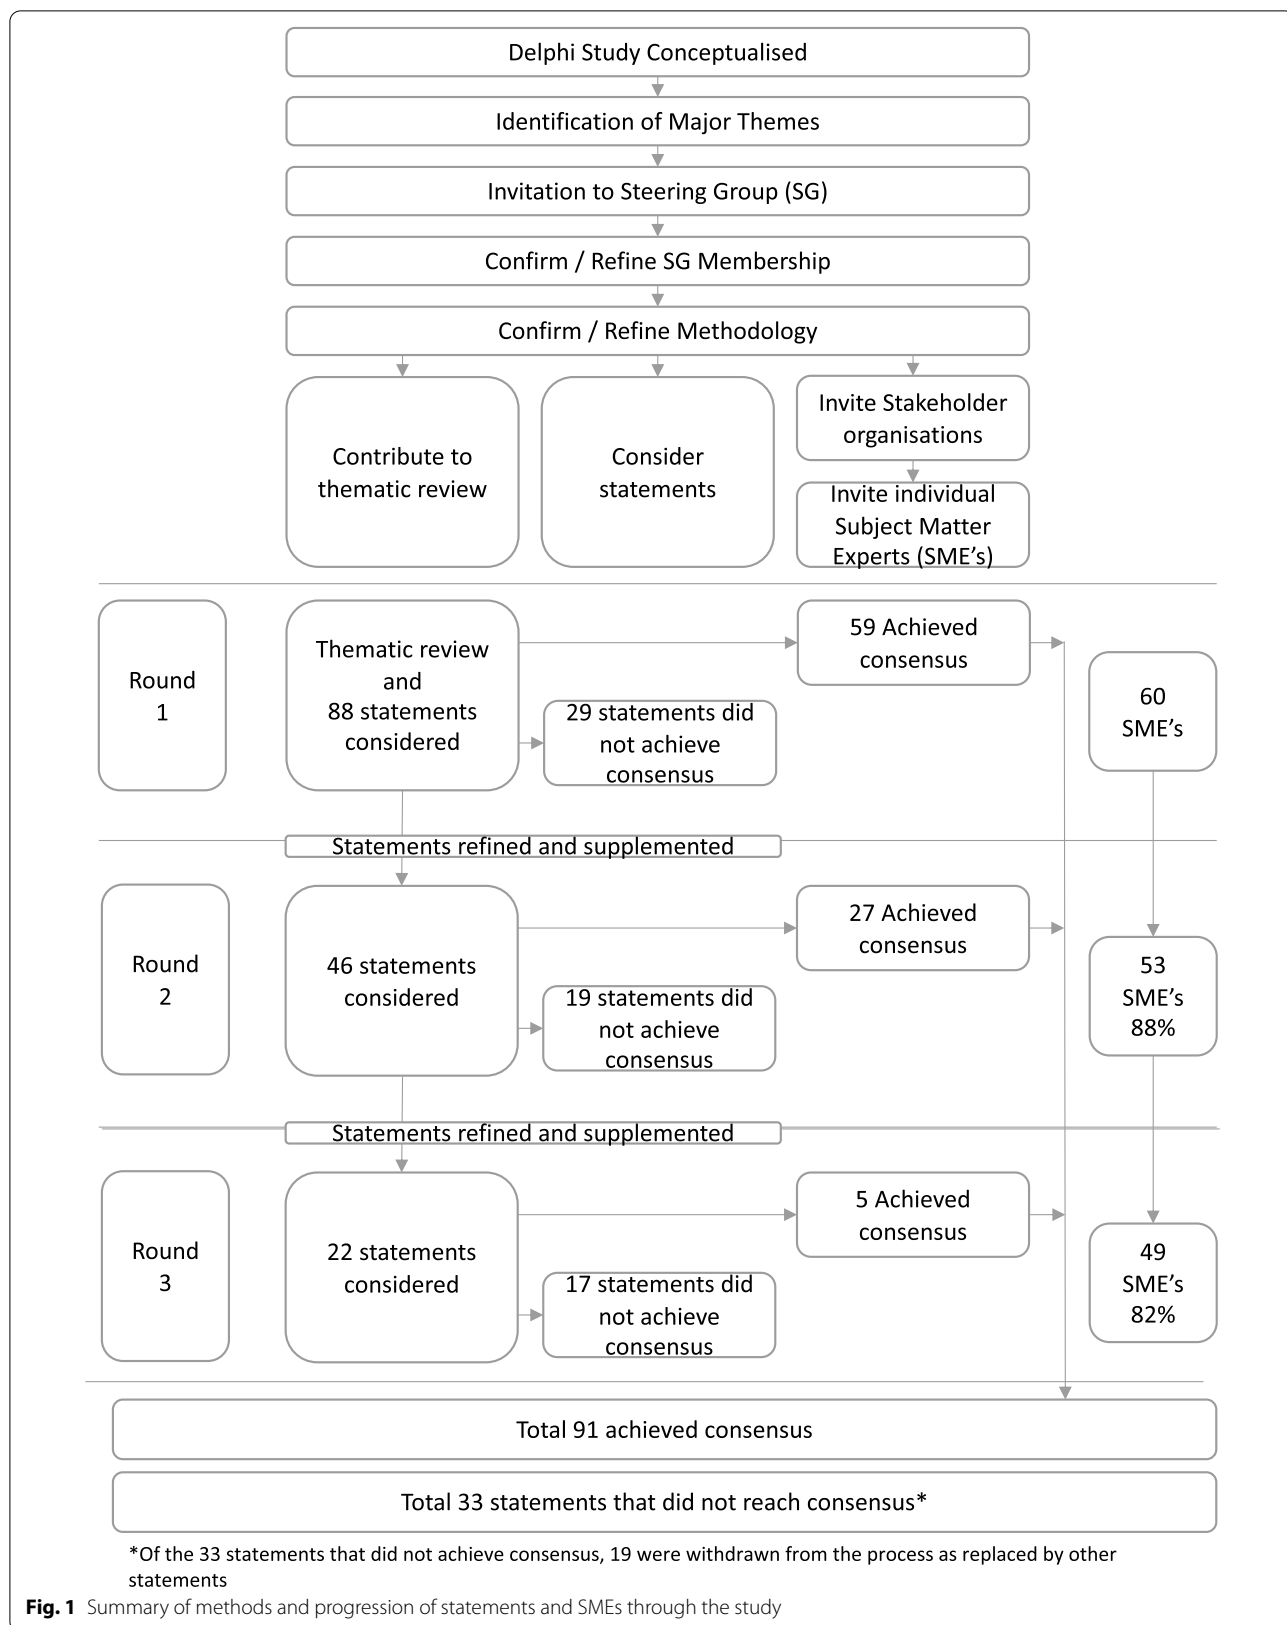 Delphi Study Conceptualised
Identification of Major Themes
Invitation to Steering Group (SG)
Confirm / Refine SG Membership
Confirm / Refine Methodology
Contribute to
thematic review
Consider
statements
Invite Stakeholder
organisations
Invite individual
Subject Matter
Experts (SME’s)
Round
1
Thematic review
and
88 statements
considered
29 statements did
not achieve
consensus
59 Achieved
consensus
60
SME’s
Statements refined and supplemented
Round
2
46 statements
considered
19 statements did
not achieve
consensus
27 Achieved
consensus
53
SME’s
88%
Statements refined and supplemented
Round
3
22 statements
considered
17 statements did
not achieve
consensus
5 Achieved
consensus
49
SME’s
82%
Total 91 achieved consensus
Total 33 statements that did not reach consensus*
*Of the 33 statements that did not achieve consensus, 19 were withdrawn from the process as replaced by other
statements
Fig. 1 Summary of methods and progression of statements and SMEs through the study